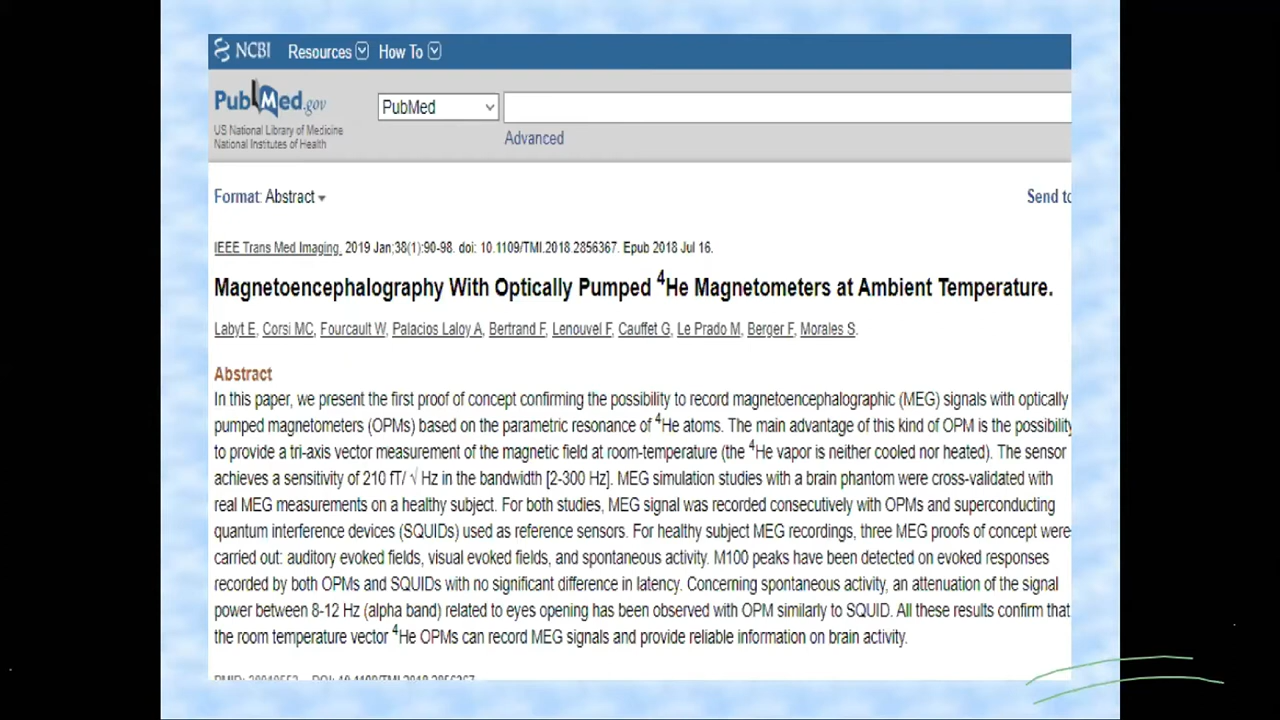 NCBI Resources How To
PubMed.gov
US National Library of Medicine
National Institutes of Health
PubMed
Advanced
Format: Abstract
Send to
IEEE Trans Med Imaging. 2019 Jan;38(1):90-98. doi: 10.1109/TMI.2018.2856367. Epub 2018 Jul 16.
Magnetoencephalography With Optically Pumped ⁴He Magnetometers at Ambient Temperature.
Labyt E, Corsi MC, Fourcault W, Palacios Laloy A, Bertrand F, Lenouvel F, Cauffet G, Le Prado M, Berger F, Morales S.
Abstract
In this paper, we present the first proof of concept confirming the possibility to record magnetoencephalographic (MEG) signals with optically
pumped magnetometers (OPMs) based on the parametric resonance of ⁴He atoms. The main advantage of this kind of OPM is the possibility
to provide a tri-axis vector measurement of the magnetic field at room-temperature (the ⁴He vapor is neither cooled nor heated). The sensor
achieves a sensitivity of 210 fT/ √ Hz in the bandwidth [2-300 Hz]. MEG simulation studies with a brain phantom were cross-validated with
real MEG measurements on a healthy subject. For both studies, MEG signal was recorded consecutively with OPMs and superconducting
quantum interference devices (SQUIDs) used as reference sensors. For healthy subject MEG recordings, three MEG proofs of concept were
carried out: auditory evoked fields, visual evoked fields, and spontaneous activity. M100 peaks have been detected on evoked responses
recorded by both OPMs and SQUIDs with no significant difference in latency. Concerning spontaneous activity, an attenuation of the signal
power between 8-12 Hz (alpha band) related to eyes opening has been observed with OPM similarly to SQUID. All these results confirm that
the room temperature vector ⁴He OPMs can record MEG signals and provide reliable information on brain activity.